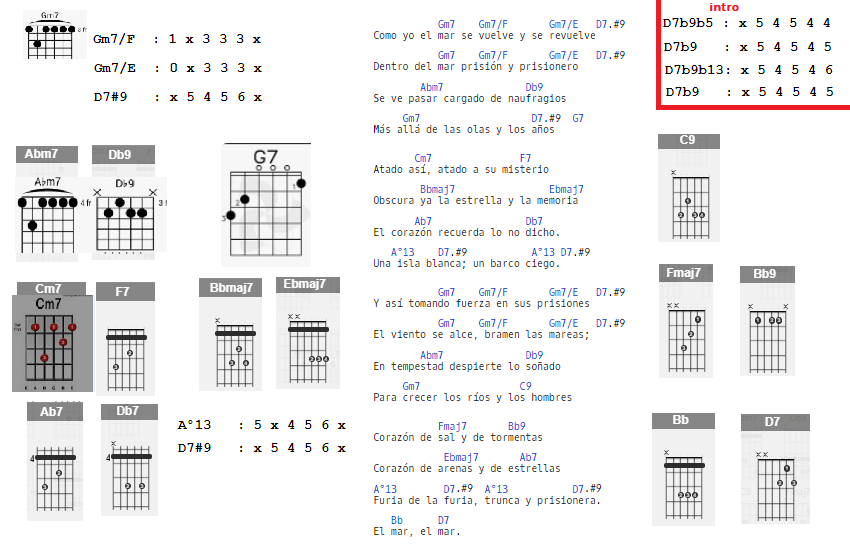 intro
D7b9b5 : x 5 4 5 4 4
D7b9 : x 5 4 5 4 5
D7b9b13: x 5 4 5 4 6
D7b9 : x 5 4 5 4 5
Gm7
3 fr
Gm7/F : 1 x 3 3 3 x
Gm7/E : 0 x 3 3 3 x
D7#9 : x 5 4 5 6 x
Abm7 Db9
A♭m7
4 fr
D♭9
3 fr
G7
1
2
3
Cm7
Cm7
E A D G B E
F7
Bbmaj7
Ebmaj7
Ab7
4
Db7
4
A°13 : 5 x 4 5 6 x
D7#9 : x 5 4 5 6 x
Gm7 Gm7/F Gm7/E D7.#9
Como yo el mar se vuelve y se revuelve
Gm7 Gm7/F Gm7/E D7.#9
Dentro del mar prisión y prisionero
Abm7 Db9
Se ve pasar cargado de naufragios
Gm7 D7.#9 G7
Más allá de las olas y los años
Cm7 F7
Atado así, atado a su misterio
Bbmaj7 Ebmaj7
Obscura ya la estrella y la memoria
Ab7 Db7
El corazón recuerda lo no dicho.
A°13 D7.#9 A°13 D7.#9
Una isla blanca; un barco ciego.
Gm7 Gm7/F Gm7/E D7.#9
Y así tomando fuerza en sus prisiones
Gm7 Gm7/F Gm7/E D7.#9
El viento se alce, bramen las mareas;
Abm7 Db9
En tempestad despierte lo soñado
Gm7 C9
Para crecer los ríos y los hombres
Fmaj7 Bb9
Corazón de sal y de tormentas
Ebmaj7 Ab7
Corazón de arenas y de estrellas
A°13 D7.#9 A°13 D7.#9
Furia de la furia, trunca y prisionera.
Bb D7
El mar, el mar.
C9
Fmaj7
Bb9
Bb
D7